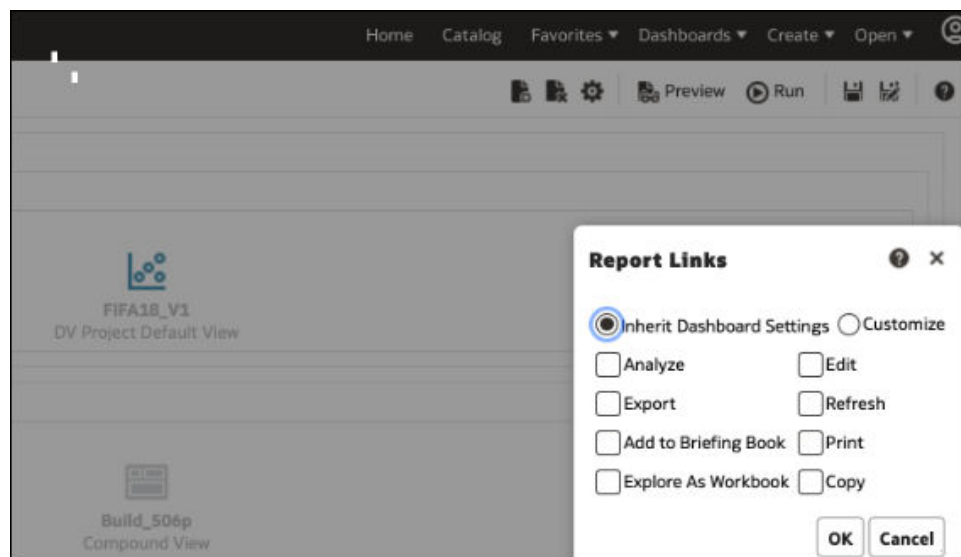 Home Catalog Favorites Dashboards Create Open
Preview Run
FIFA18_V1
DV Project Default View
Build_506p
Compound View
Report Links
Inherit Dashboard Settings Customize
Analyze Edit
Export Refresh
Add to Briefing Book Print
Explore As Workbook Copy
OK Cancel